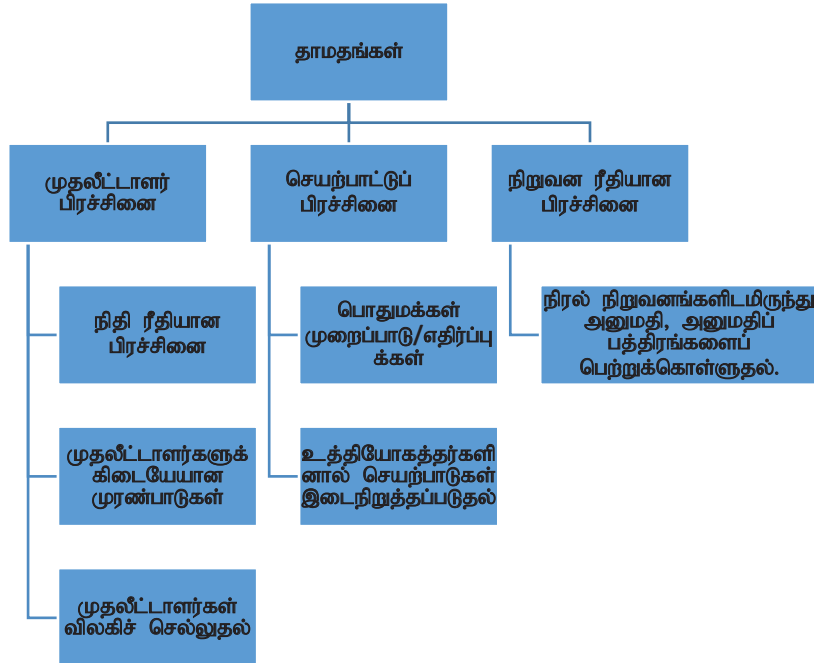 தாமதங்கள்
முதலீட்டாளர்
பிரச்சினை
செயற்பாட்டுப்
பிரச்சினை
நிறுவன ரீதியான
பிரச்சினை
நிதி ரீதியான
பிரச்சினை
பொதுமக்கள்
முறைப்பாடு/எதிர்ப்பு
க்கள்
நிரல் நிறுவனங்களிடமிருந்து
அனுமதி, அனுமதிப்
பத்திரங்களைப்
பெற்றுக்கொள்ளுதல்.
முதலீட்டாளர்களுக்
கிடையேயான
முரண்பாடுகள்
உத்தியோகத்தர்களி
னால் செயற்பாடுகள்
இடைநிறுத்தப்படுதல்
முதலீட்டாளர்கள்
விலகிச் செல்லுதல்